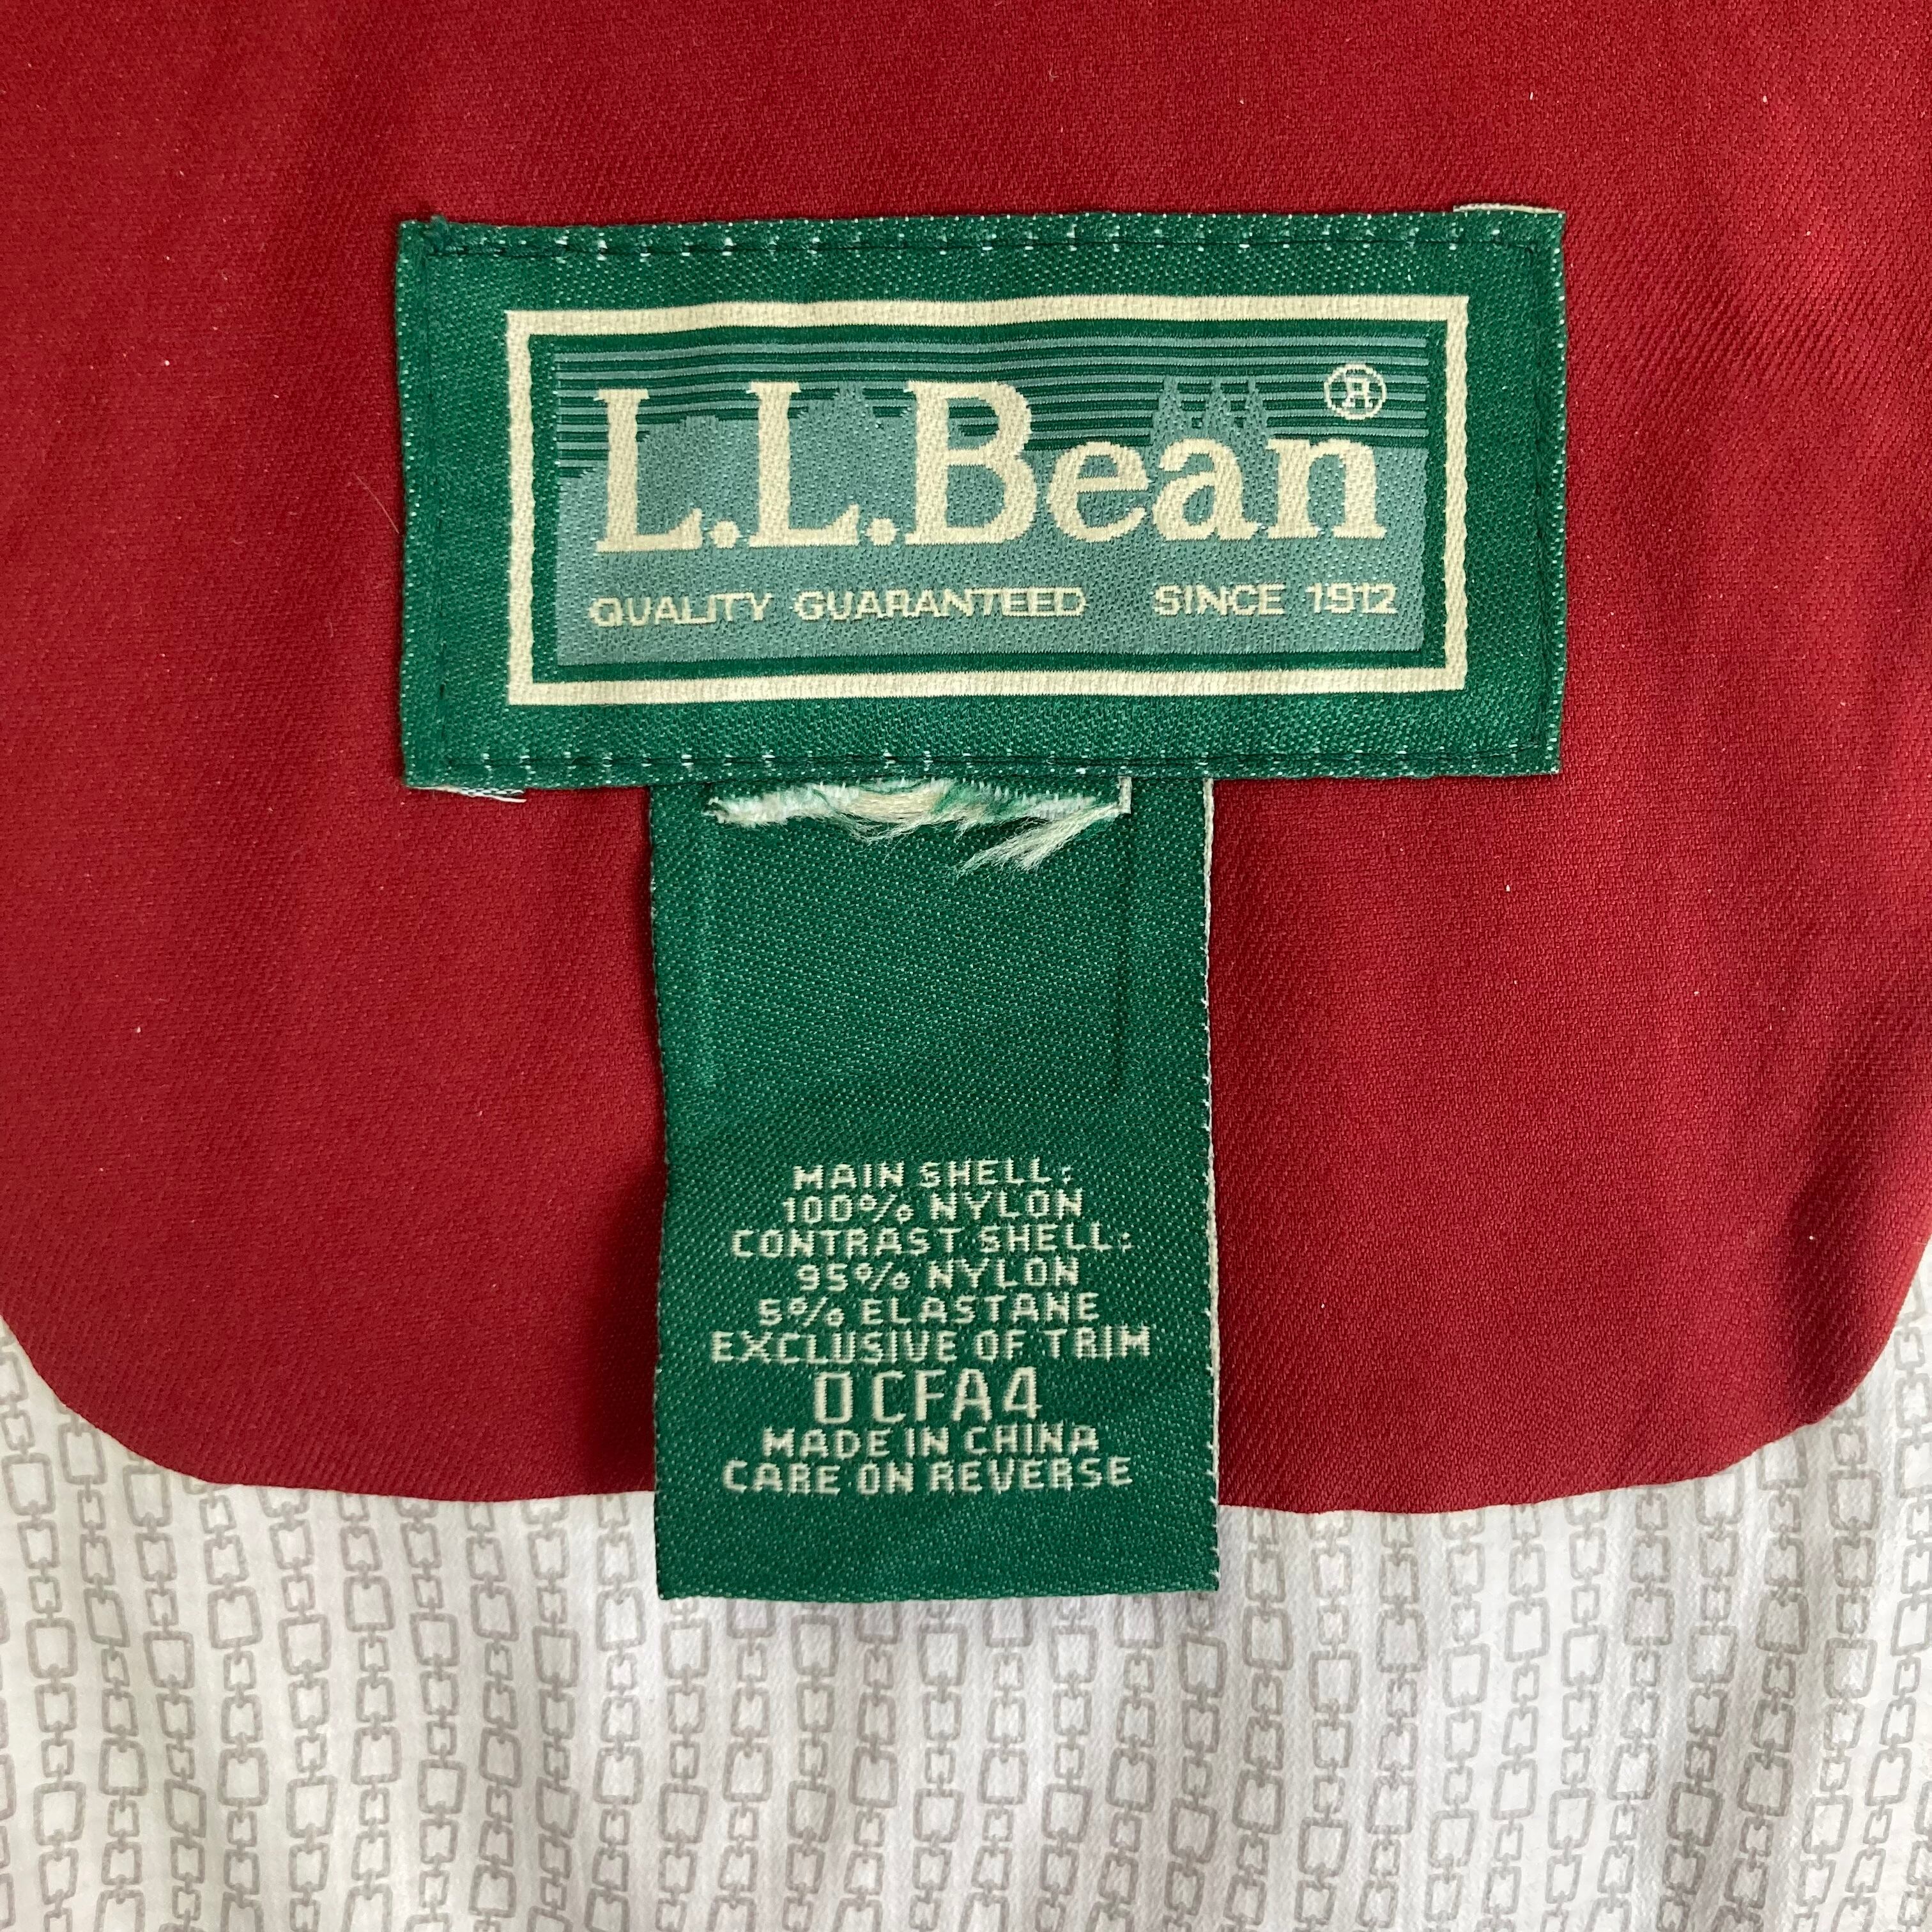 L.L.Bean®
QUALITY GUARANTEED SINCE 1912
MAIN SHELL:
100% NYLON
CONTRAST SHELL:
95% NYLON
5% ELASTANE
EXCLUSIVE OF TRIM
0CFA4
MADE IN CHINA
CARE ON REVERSE